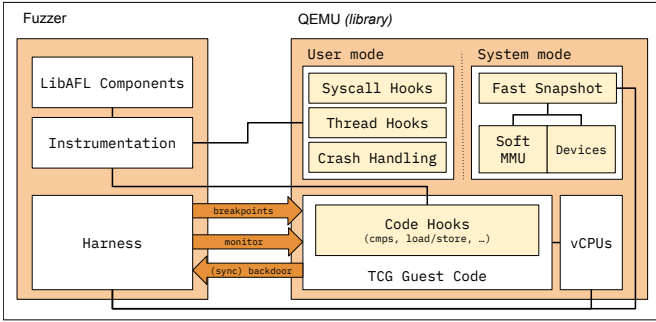 Fuzzer
QEMU (library)
LibAFL Components
Instrumentation
Harness
User mode
System mode
Syscall Hooks
Thread Hooks
Crash Handling
Fast Snapshot
Soft
MMU
Devices
breakpoints
monitor
(sync) backdoor
Code Hooks
(cmps, load/store, …)
TCG Guest Code
vCPUs